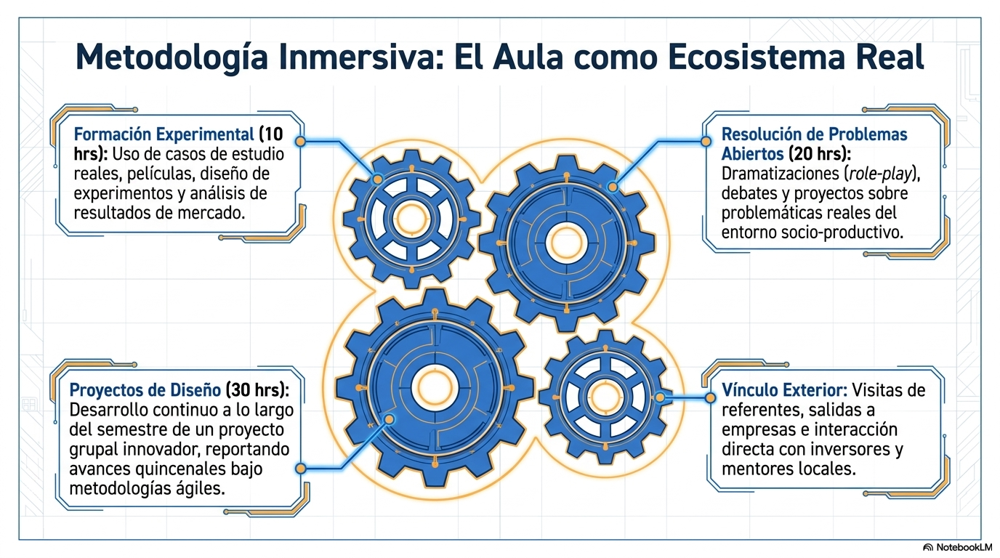 Metodología Inmersiva: El Aula como Ecosistema Real
Formación Experimental (10
hrs): Uso de casos de estudio
reales, películas, diseño de
experimentos y análisis de
resultados de mercado.
Resolución de Problemas
Abiertos (20 hrs):
Dramatizaciones (role-play),
debates y proyectos sobre
problemáticas reales del
entorno socio-productivo.
Proyectos de Diseño (30 hrs):
Desarrollo continuo a lo largo
del semestre de un proyecto
grupal innovador, reportando
avances quincenales bajo
metodologías ágiles.
Vínculo Exterior: Visitas de
referentes, salidas a
empresas e interacción
directa con inversores y
mentores locales.
NotebookLM